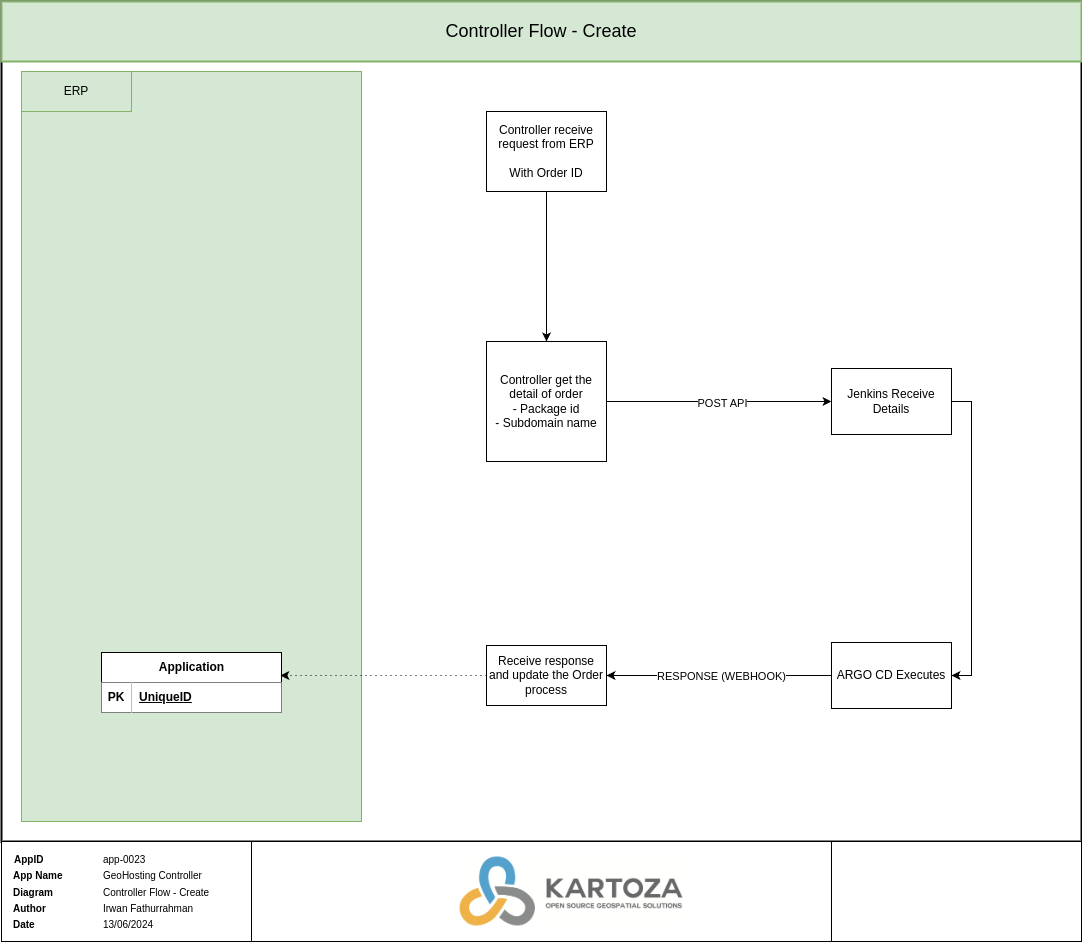 Controller Flow - Create
ERP
Controller receive
request from ERP
With Order ID
Controller get the
detail of order
- Package id
- Subdomain name
POST API
Jenkins Receive
Details
Application
PK UniqueID
Receive response
and update the Order
process
RESPONSE (WEBHOOK)
ARGO CD Executes
AppID app-0023
App Name GeoHosting Controller
Diagram Controller Flow - Create
Author Irwan Fathurrahman
Date 13/06/2024
KARTOZA
OPEN SOURCE GEOSPATIAL SOLUTIONS